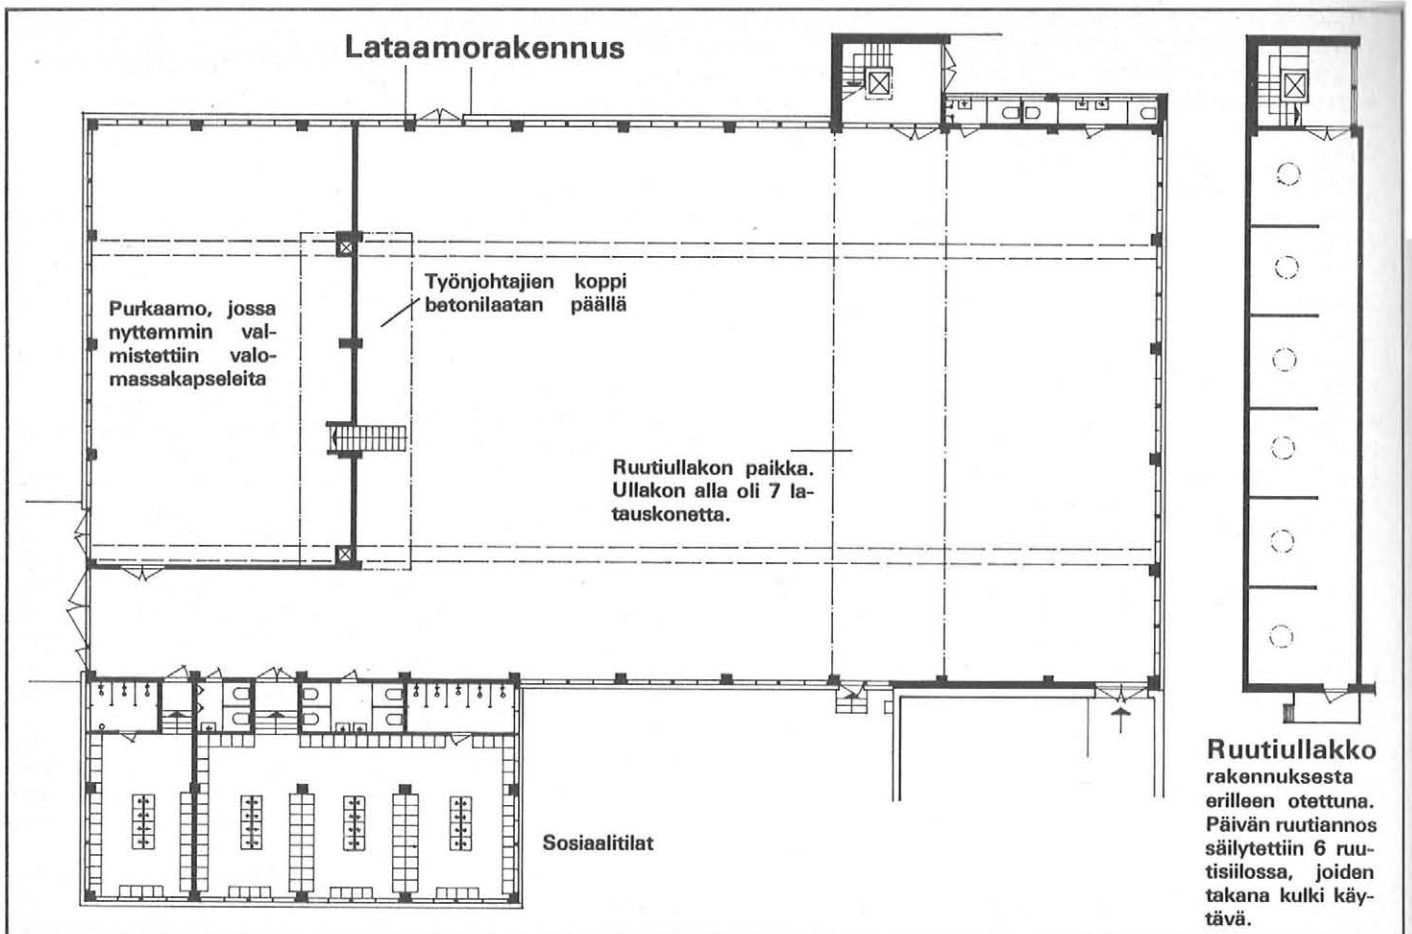 Lataamorakennus
Työnjohtajien koppi
betonilaatan päällä
Purkaamo, jossa
nyttemmin val-
mistettiin valo-
massakapseleita
Ruutiullakon paikka.
Ullakon alla oli 7 la-
tauskonetta.
Sosiaalitilat
Ruutiullakko
rakennuksesta
erilleen otettuna.
Päivän ruutiannos
säilytettiin 6 ruu-
tisiilossa, joiden
takana kulki käy-
tävä.